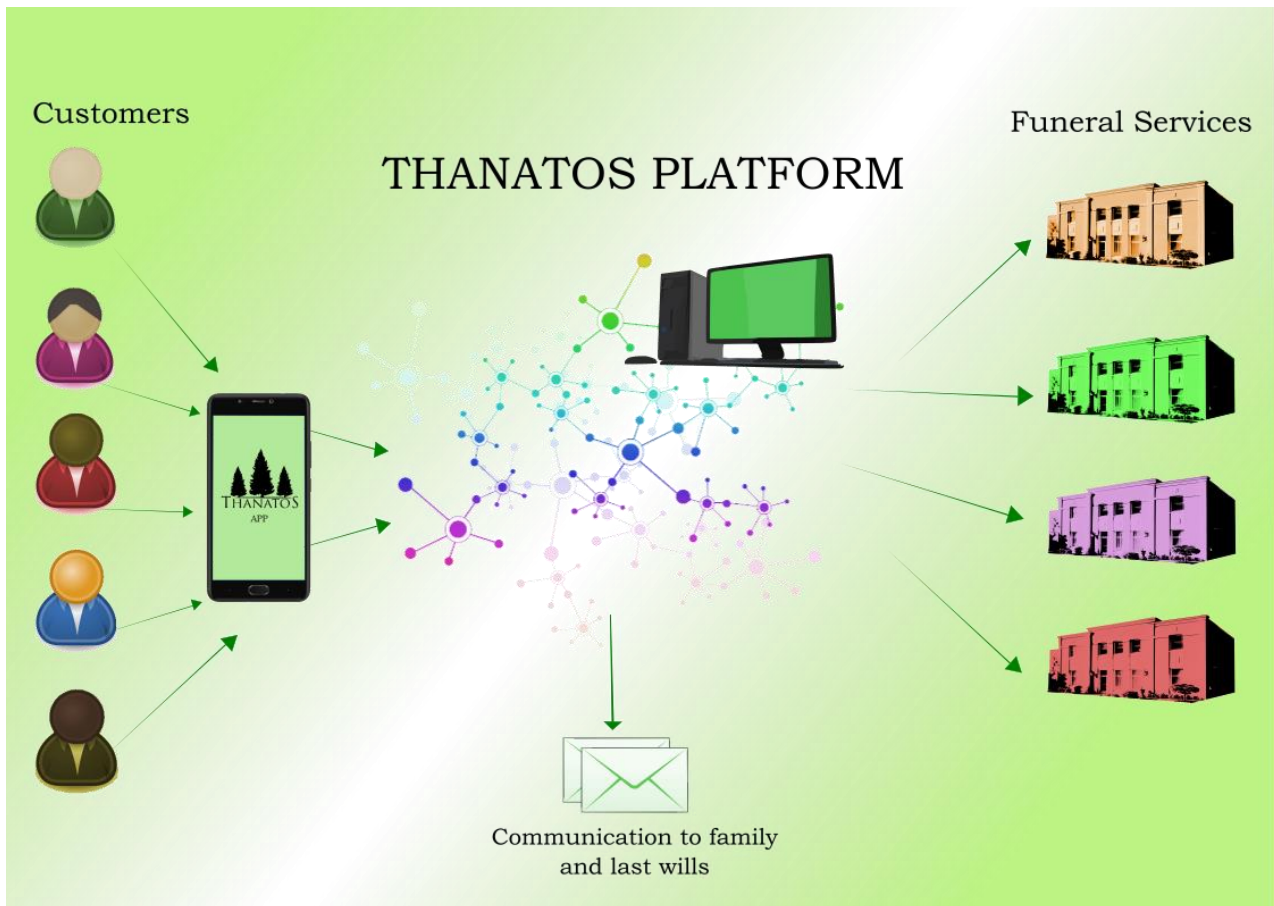 Customers
Funeral Services
THANATOS PLATFORM
THANATOS
APP
Communication to family
and last wills